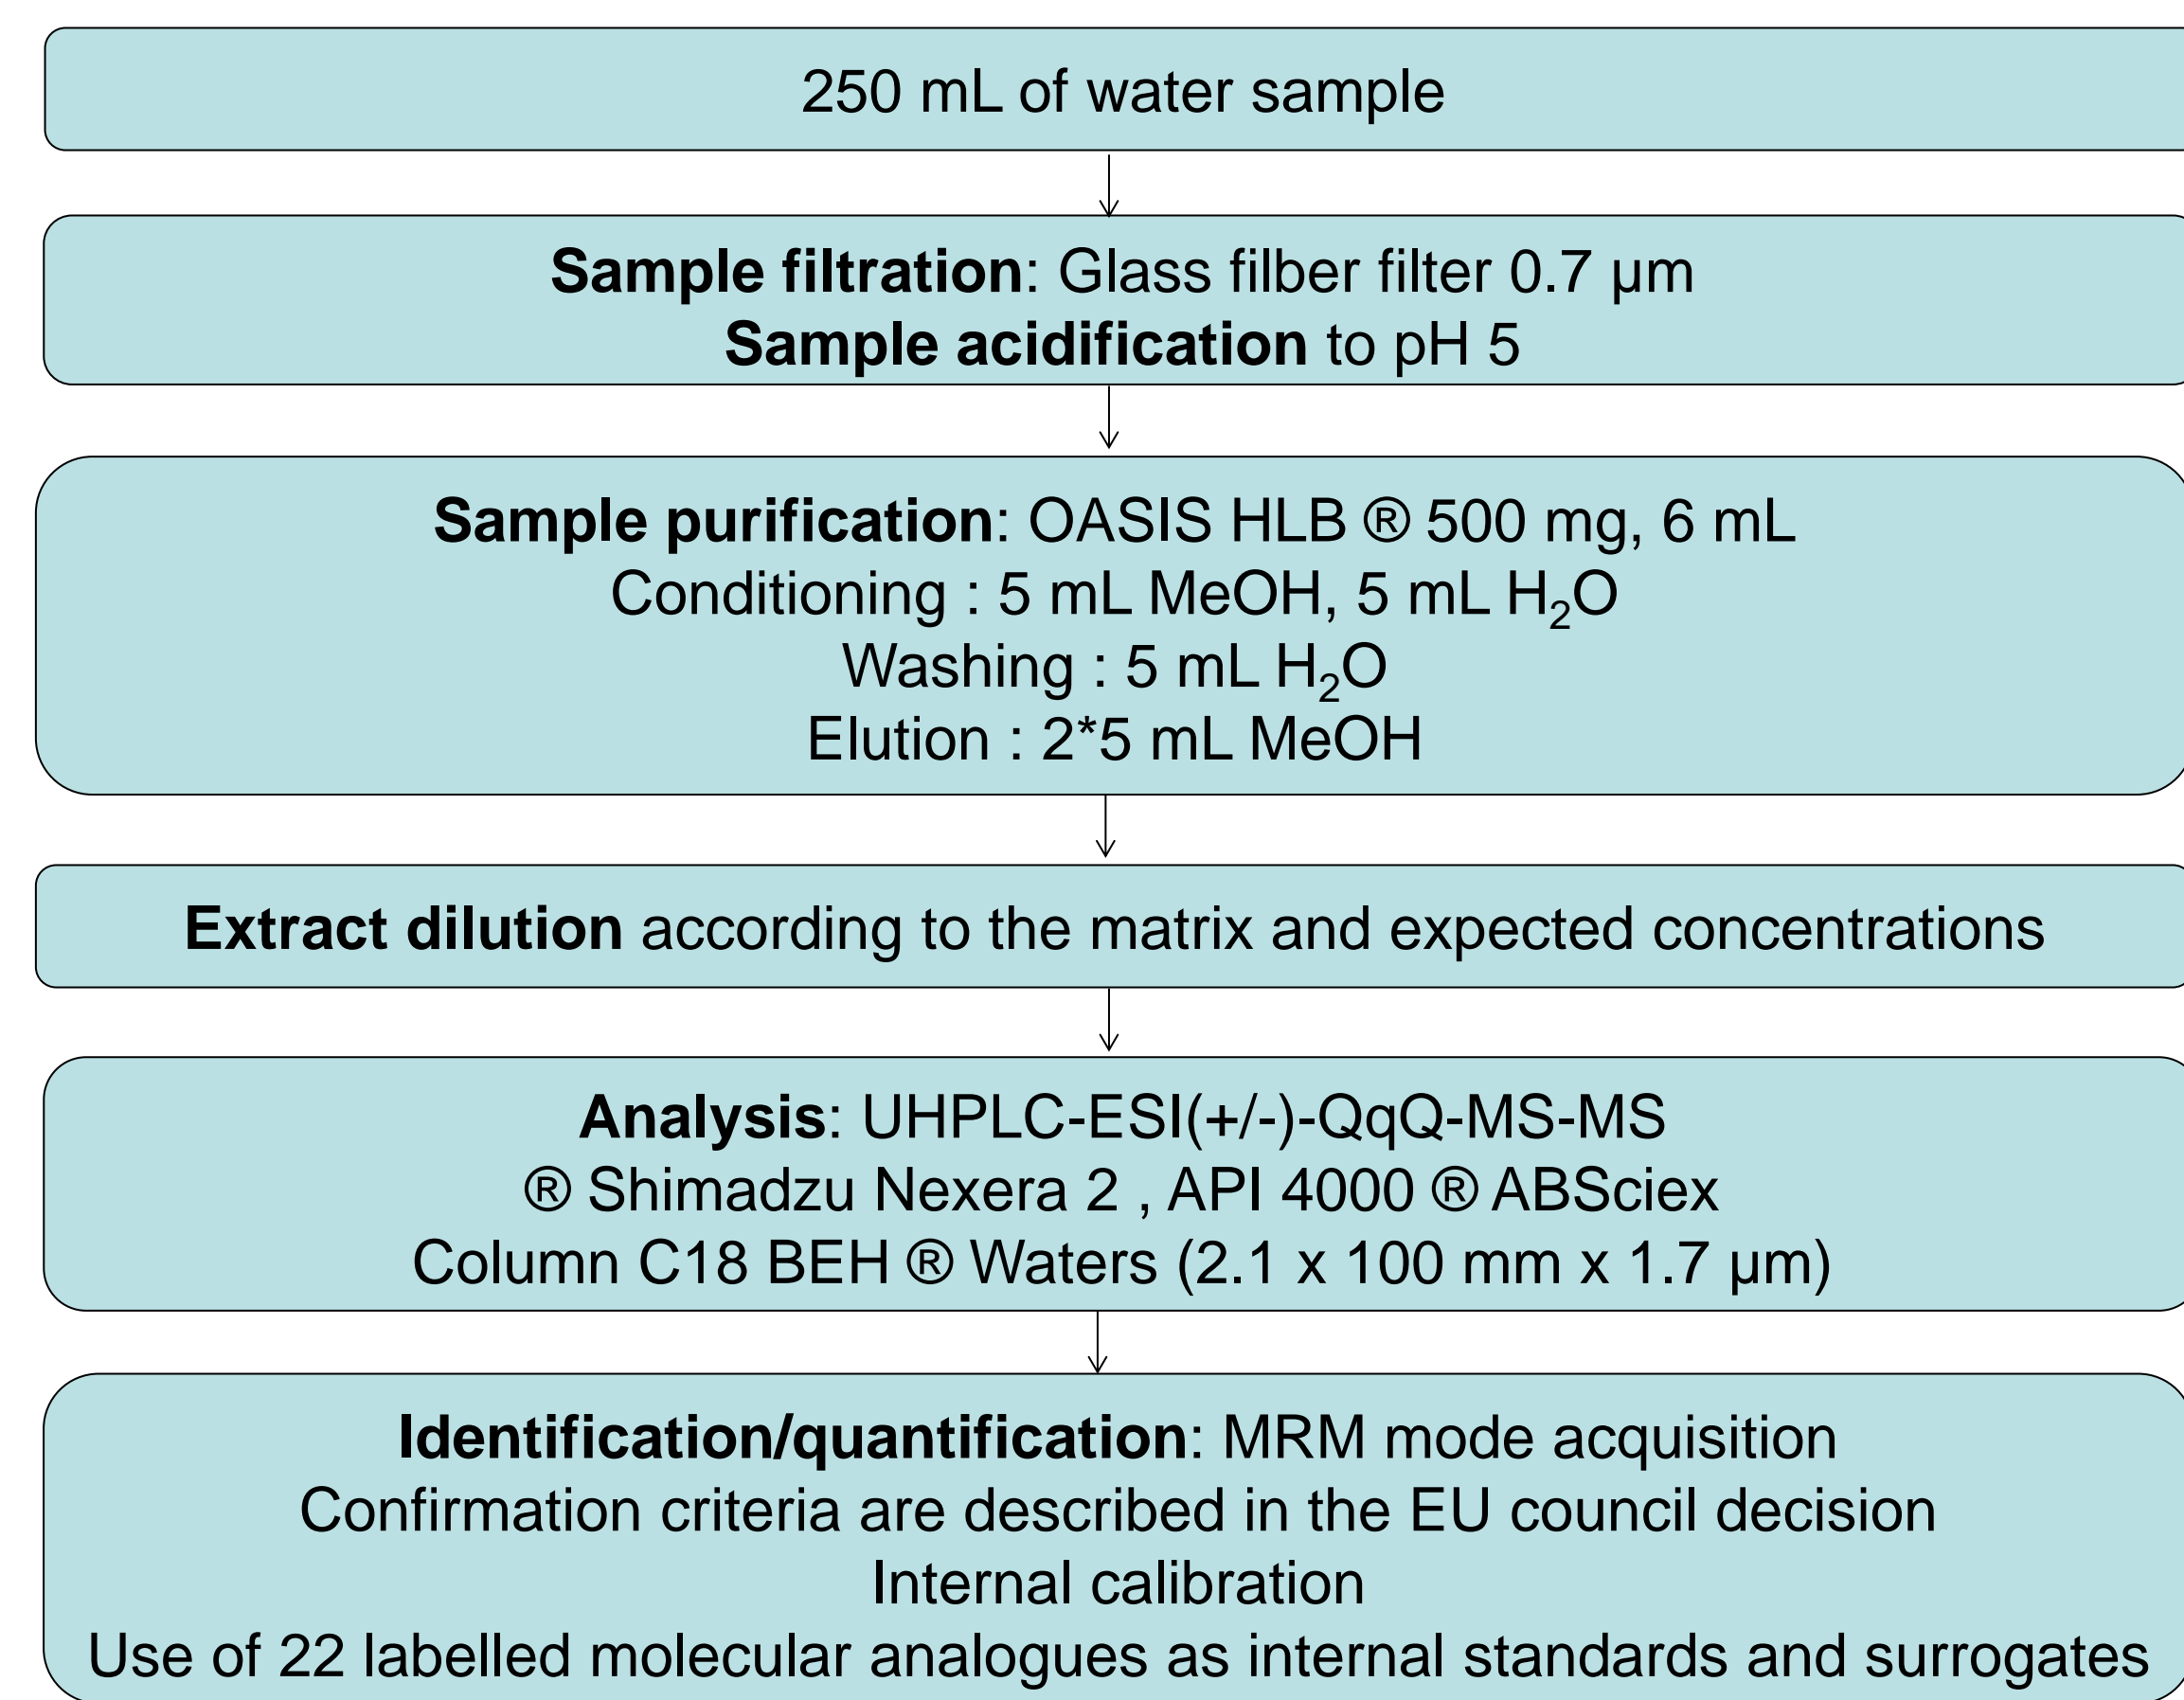 250 mL of water sample
Sample filtration: Glass filber filter 0.7 µm
Sample acidification to pH 5
Sample purification: OASIS HLB ® 500 mg, 6 mL
Conditioning : 5 mL MeOH, 5 mL H₂O
Washing : 5 mL H₂O
Elution : 2*5 mL MeOH
Extract dilution according to the matrix and expected concentrations
Analysis: UHPLC-ESI(+/-)-QqQ-MS-MS
® Shimadzu Nexera 2 , API 4000 ® ABSciex
Column C18 BEH ® Waters (2.1 x 100 mm x 1.7 µm)
Identification/quantification: MRM mode acquisition
Confirmation criteria are described in the EU council decision
Internal calibration
Use of 22 labelled molecular analogues as internal standards and surrogates